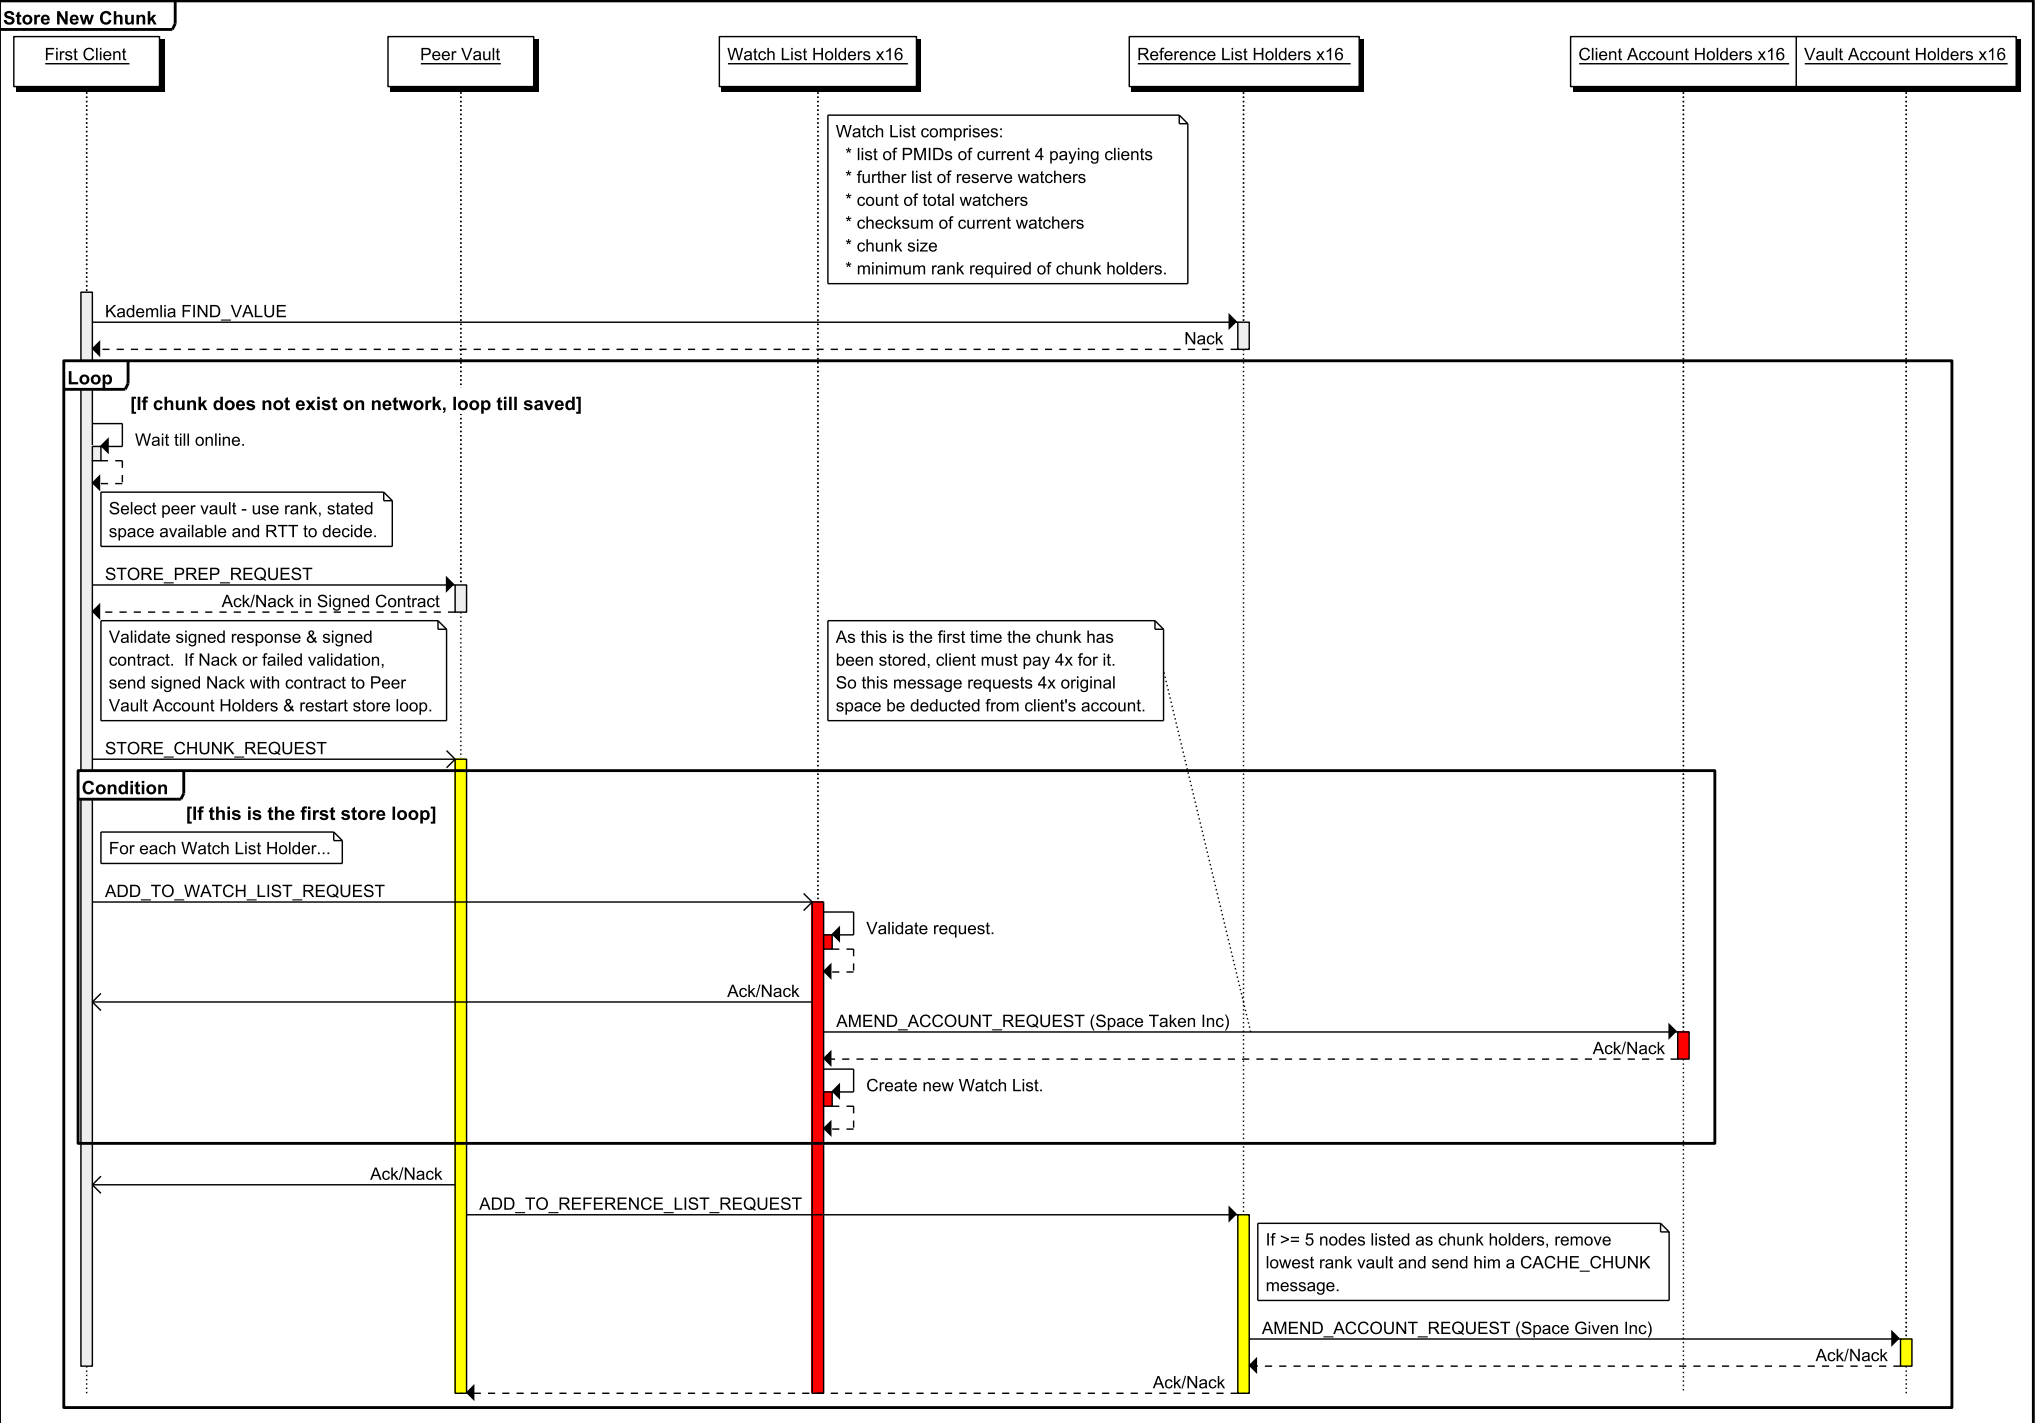 Store New Chunk
First Client
Peer Vault
Watch List Holders x16
Reference List Holders x16
Client Account Holders x16
Vault Account Holders x16
Watch List comprises:
* list of PMIDs of current 4 paying clients
* further list of reserve watchers
* count of total watchers
* checksum of current watchers
* chunk size
* minimum rank required of chunk holders.
Kademlia FIND_VALUE
Nack
Loop
[If chunk does not exist on network, loop till saved]
Wait till online.
Select peer vault - use rank, stated
space available and RTT to decide.
STORE_PREP_REQUEST
Ack/Nack in Signed Contract
Validate signed response & signed
contract.  If Nack or failed validation,
send signed Nack with contract to Peer
Vault Account Holders & restart store loop.
As this is the first time the chunk has
been stored, client must pay 4x for it.
So this message requests 4x original
space be deducted from client's account.
STORE_CHUNK_REQUEST
Condition
[If this is the first store loop]
For each Watch List Holder...
ADD_TO_WATCH_LIST_REQUEST
Validate request.
Ack/Nack
AMEND_ACCOUNT_REQUEST (Space Taken Inc)
Ack/Nack
Create new Watch List.
Ack/Nack
ADD_TO_REFERENCE_LIST_REQUEST
If >= 5 nodes listed as chunk holders, remove
lowest rank vault and send him a CACHE_CHUNK
message.
AMEND_ACCOUNT_REQUEST (Space Given Inc)
Ack/Nack
Ack/Nack